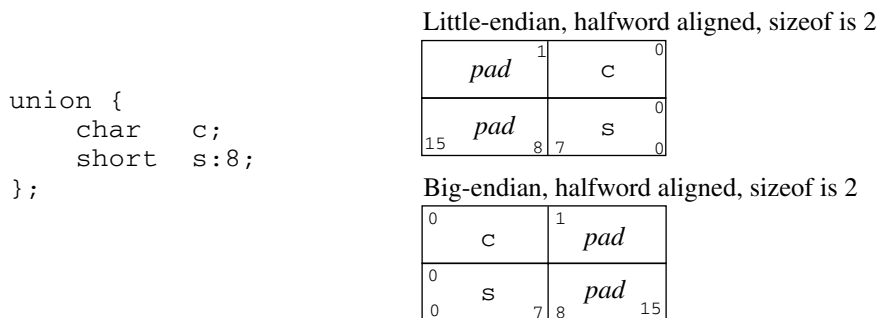 union {
    char    c;
    short  s:8;
};
Little-endian, halfword aligned, sizeof is 2
pad 1 c 0
0
pad s
15 8 7 0
Big-endian, halfword aligned, sizeof is 2
0 c 1 pad
0
s pad
0 7 8 15